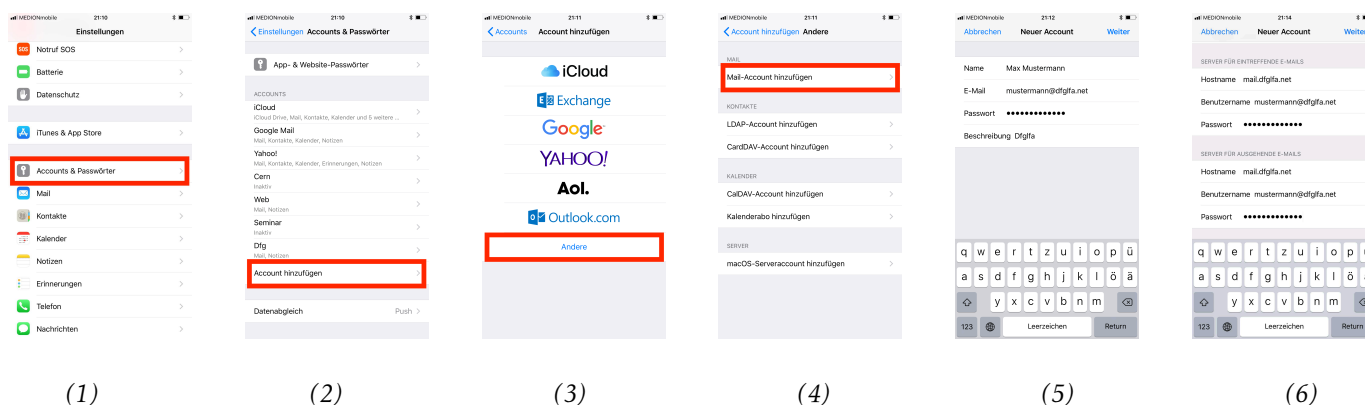 MEDIONmobile 21:10
Einstellungen
SOS Notruf SOS
Batterie
Datenschutz
iTunes & App Store
Accounts & Passwörter
Mail
Kontakte
Kalender
Notizen
Erinnerungen
Telefon
Nachrichten
(1)
MEDIONmobile 21:10
Einstellungen Accounts & Passwörter
App- & Website-Passwörter
ACCOUNTS
iCloud
iCloud Drive, Mail, Kontakte, Kalender und 5 weitere ...
Google Mail
Mail, Kontakte, Kalender, Notizen
Yahoo!
Mail, Kontakte, Kalender, Erinnerungen, Notizen
Cern
Inaktiv
Web
Mail, Notizen
Seminar
Inaktiv
Dfg
Mail, Notizen
Account hinzufügen
Datenabgleich Push
(2)
MEDIONmobile 21:11
Accounts Account hinzufügen
iCloud
Exchange
Google
YAHOO!
Aol.
Outlook.com
Andere
(3)
MEDIONmobile 21:11
Account hinzufügen Andere
MAIL
Mail-Account hinzufügen
KONTAKTE
LDAP-Account hinzufügen
CardDAV-Account hinzufügen
KALENDER
CalDAV-Account hinzufügen
Kalenderabo hinzufügen
SERVER
macOS-Serveraccount hinzufügen
(4)
MEDIONmobile 21:12
Abbrechen Neuer Account Weiter
Name Max Mustermann
E-Mail mustermann@dfglfa.net
Passwort ●●●●●●●●●●●●●
Beschreibung Dfglfa
q w e r t z u i o p ü
a s d f g h j k l ö ä
y x c v b n m
123 Leerzeichen Return
(5)
MEDIONmobile 21:14
Abbrechen Neuer Account Weiter
SERVER FÜR EINTREFFENDE E-MAILS
Hostname mail.dfglfa.net
Benutzername mustermann@dfglfa.net
Passwort ●●●●●●●●●●●●●
SERVER FÜR AUSGEHENDE E-MAILS
Hostname mail.dfglfa.net
Benutzername mustermann@dfglfa.net
Passwort ●●●●●●●●●●●●●
q w e r t z u i o p
a s d f g h j k l ö
y x c v b n m
123 Leerzeichen Return
(6)